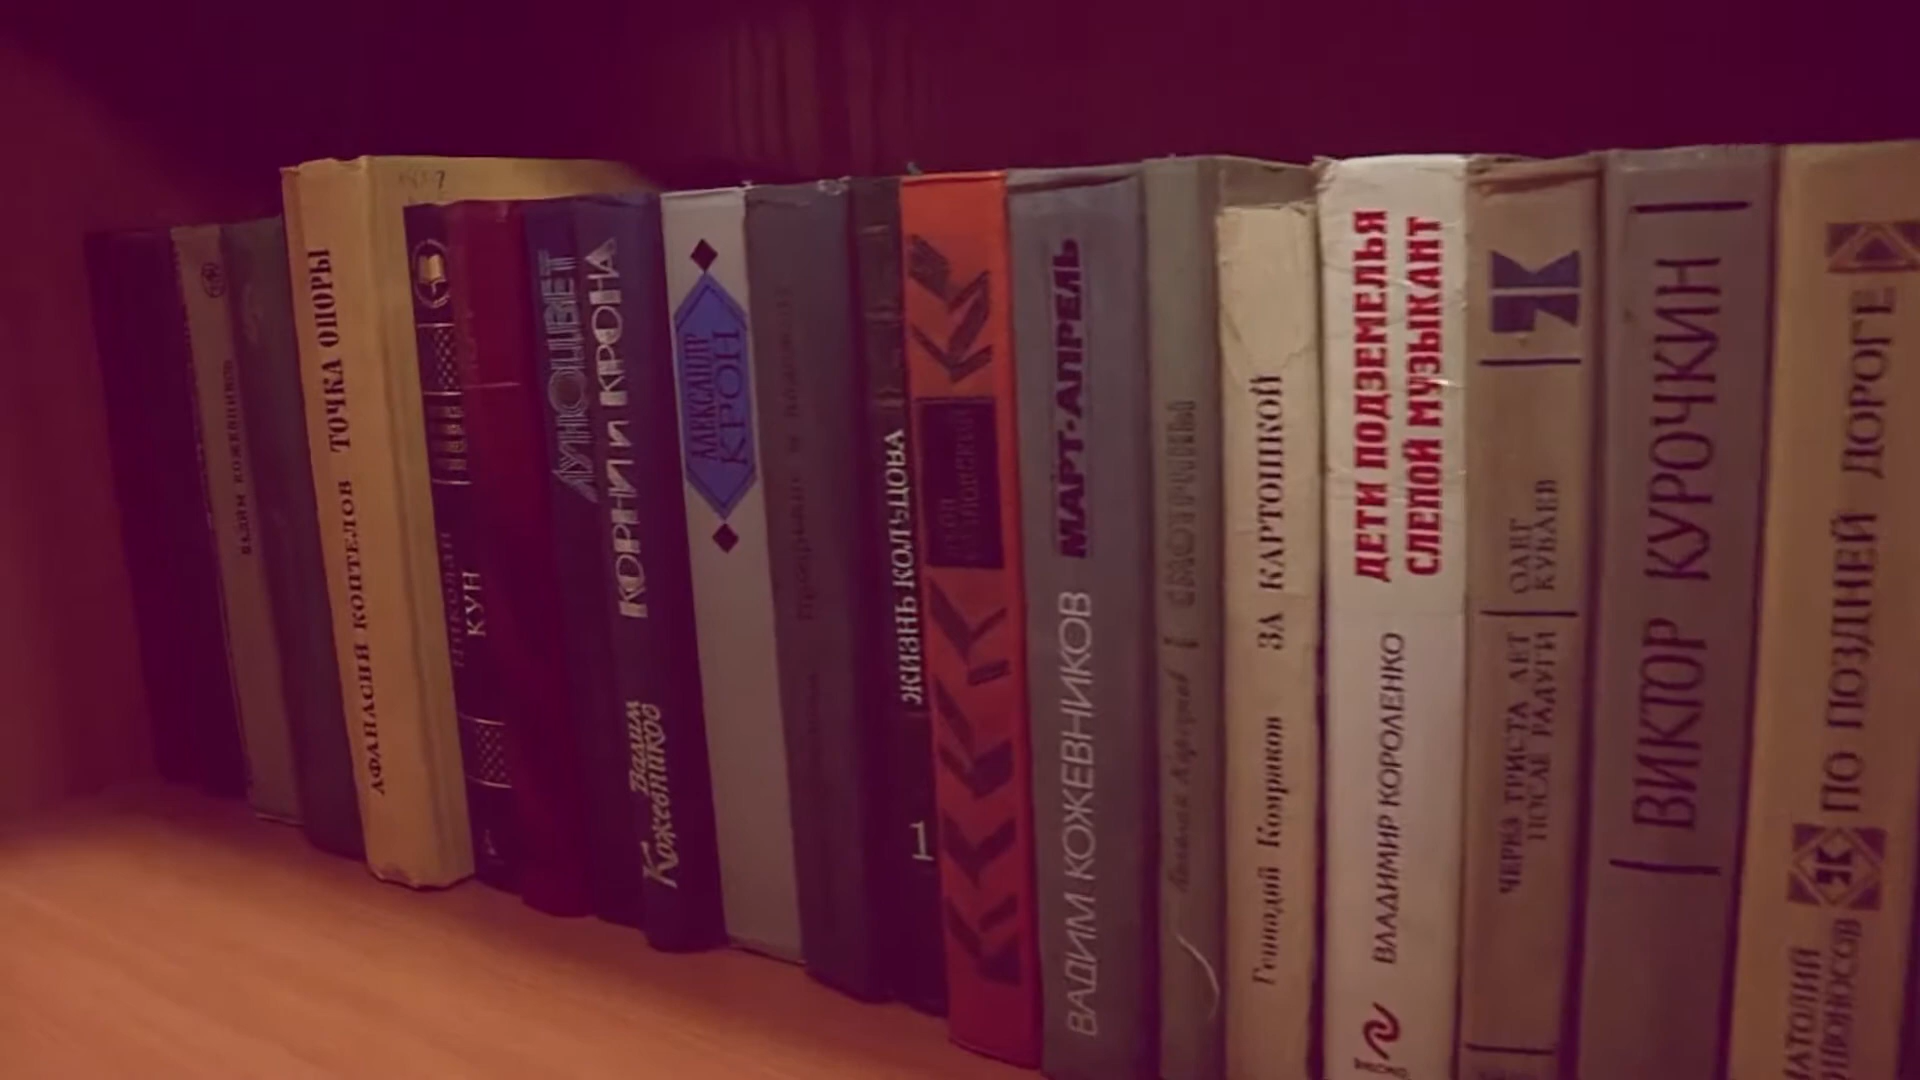 ВАДИМ КОЖЕВНИКОВ
АФАНАСИЙ КОПТЕЛОВ ТОЧКА ОПОРЫ
НИКОЛАЙ
КУН
ЛУНОЦВЕТ
Вадим
Кожевников
КОРНИ И КРОНА
АЛЕКСАНДР
КРОН
ЖИЗНЬ КОЛЬЦОВА
1
ВАДИМ КОЖЕВНИКОВ МАРТ-АПРЕЛЬ
Геннадий Комраков ЗА КАРТОШКОЙ
ВЛАДИМИР КОРОЛЕНКО
ДЕТИ ПОДЗЕМЕЛЬЯ
СЛЕПОЙ МУЗЫКАНТ
ЧЕРЕЗ ТРИСТА ЛЕТ
ПОСЛЕ РАДУГИ
ОЛЕГ
КУВАЕВ
ВИКТОР КУРОЧКИН
ПО ПОЗДНЕЙ ДОРОГЕ